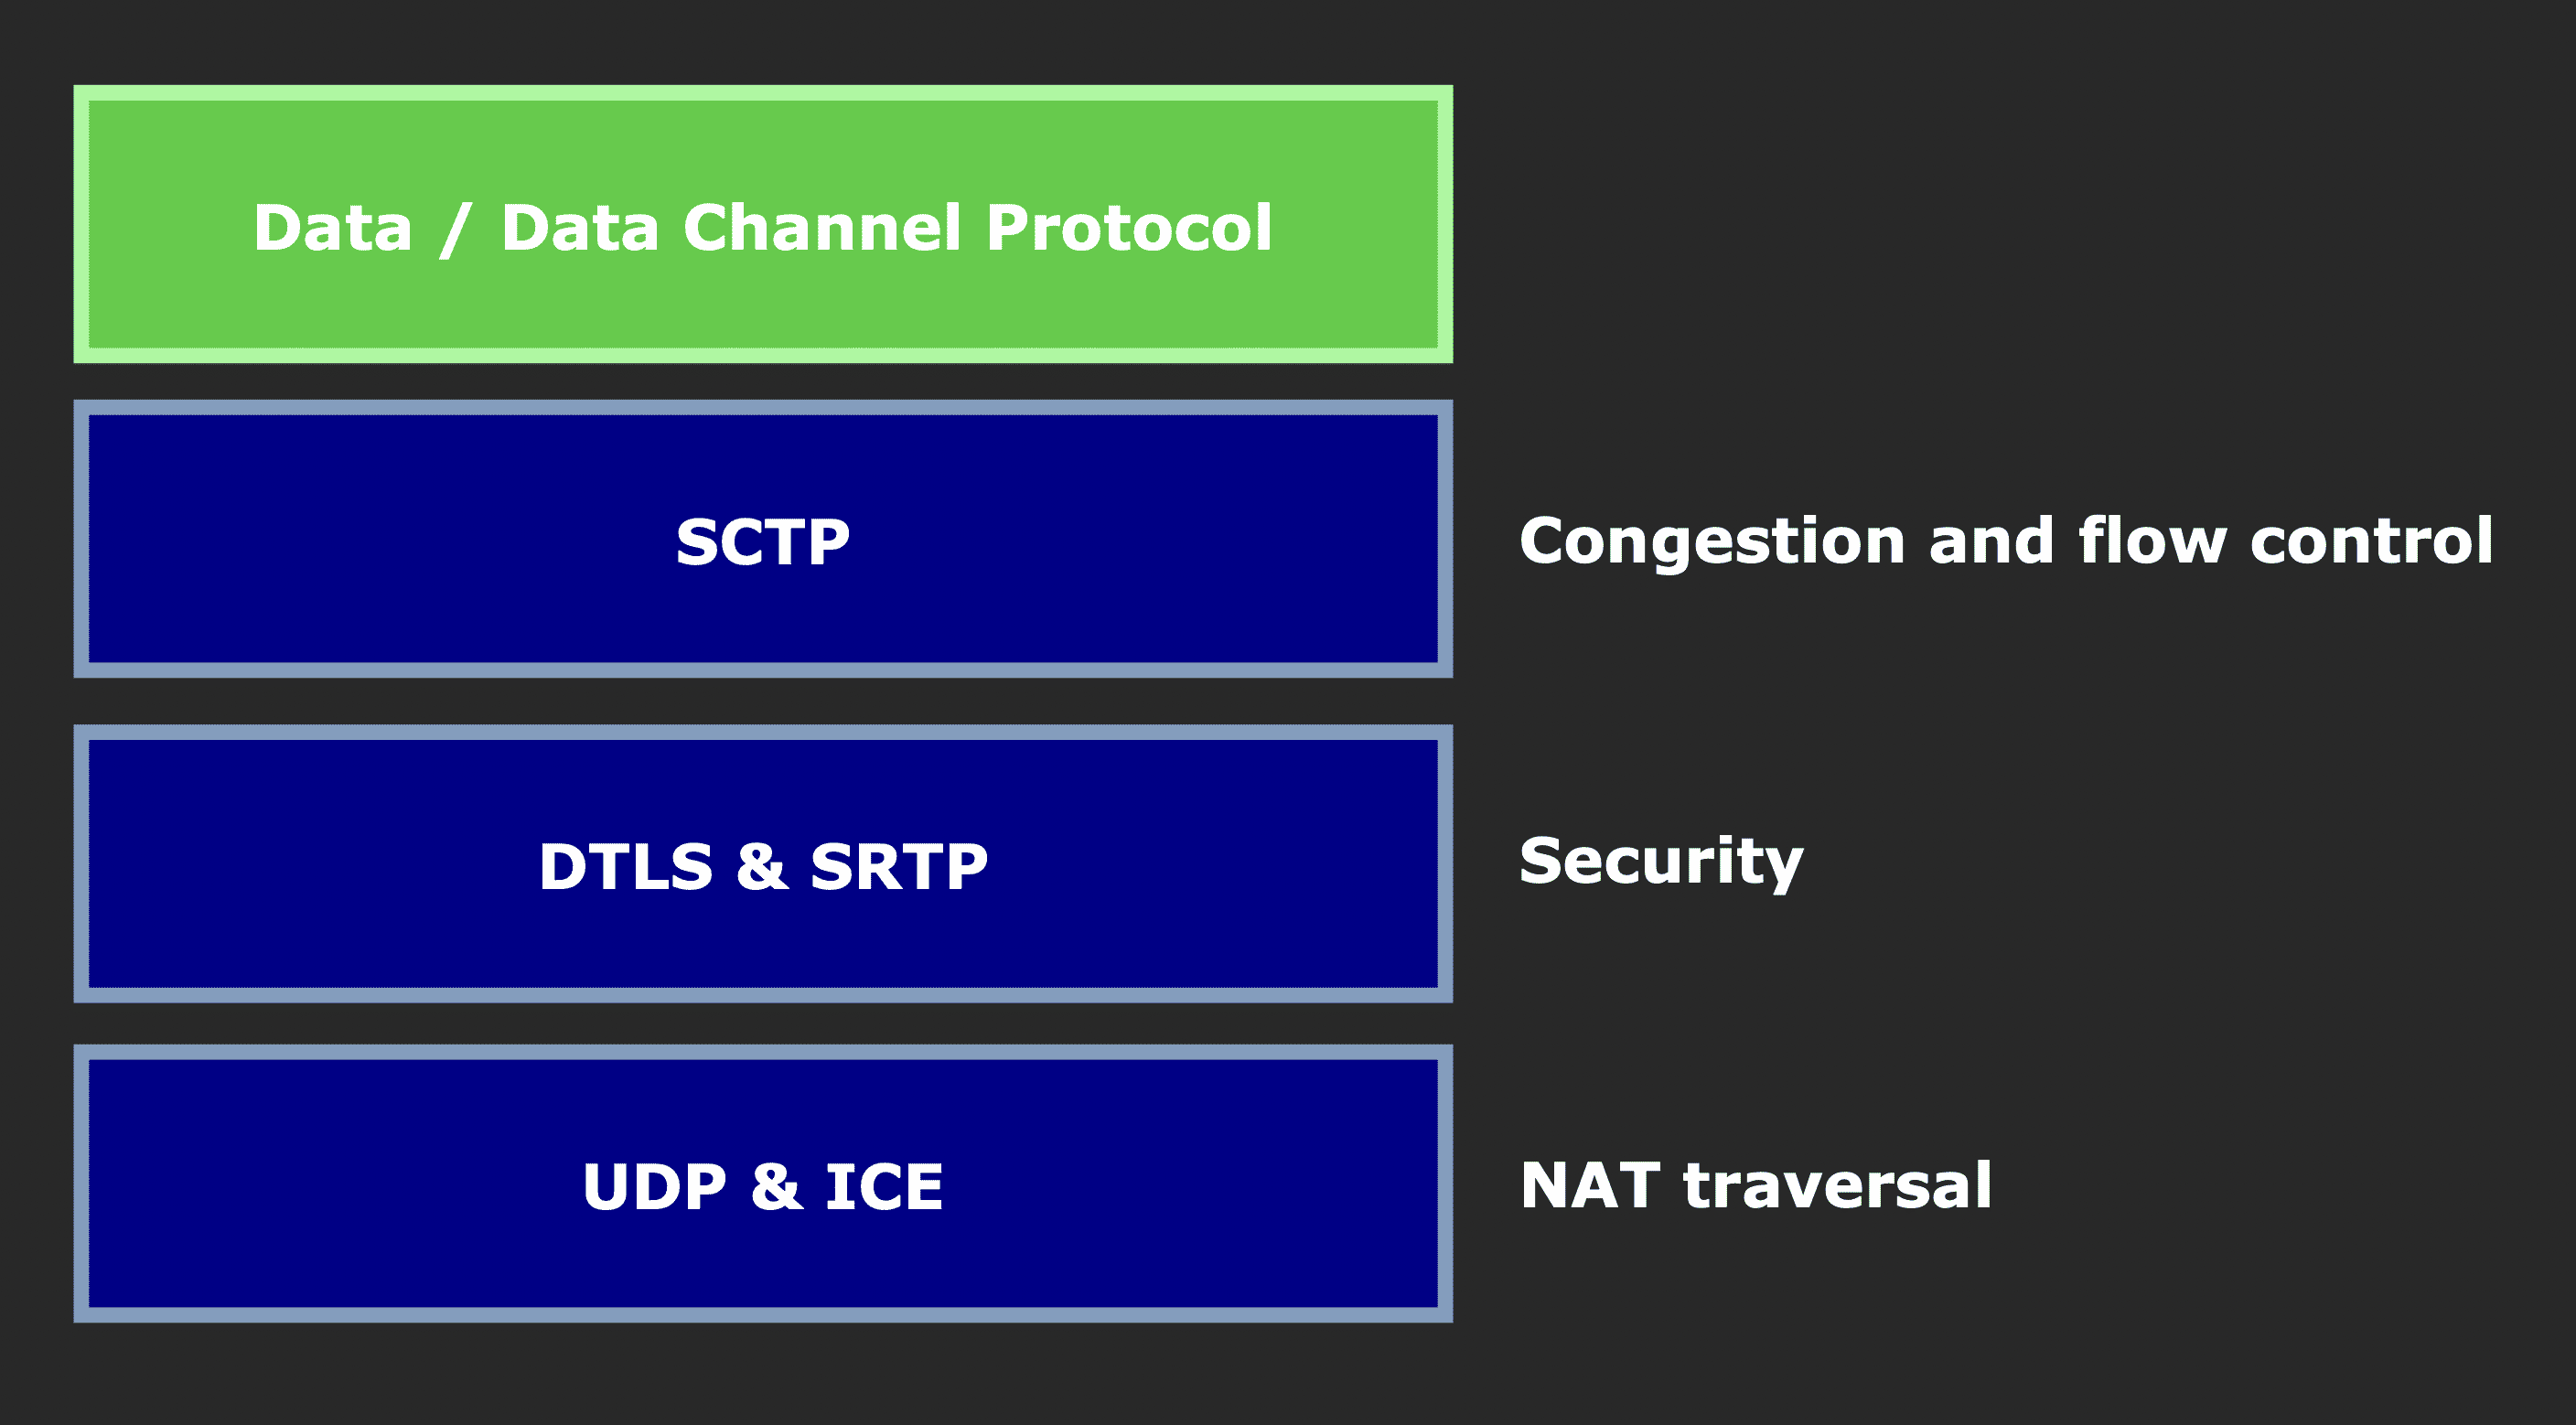 Data / Data Channel Protocol
SCTP
Congestion and flow control
DTLS & SRTP
Security
UDP & ICE
NAT traversal